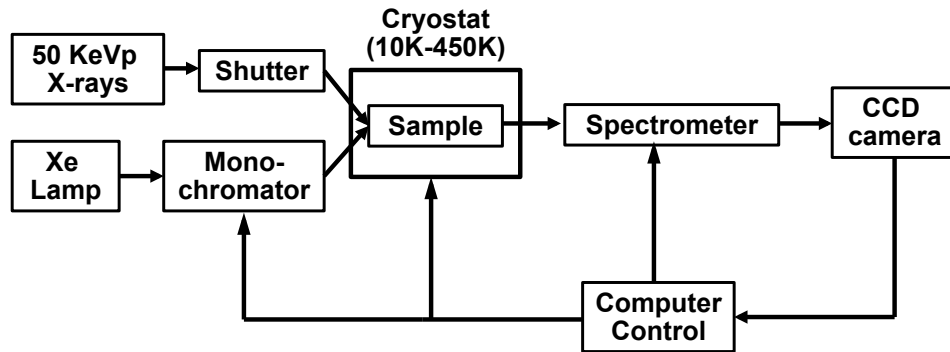 Cryostat
(10K-450K)
50 KeVp
X-rays
Shutter
Sample
Spectrometer
CCD
camera
Xe
Lamp
Mono-
chromator
Computer
Control